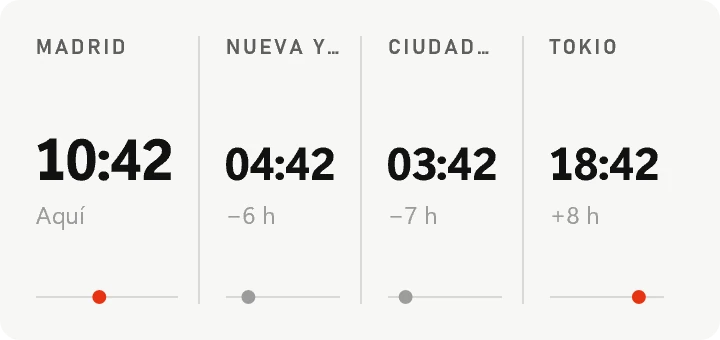 MADRID
10:42
Aquí
NUEVA Y…
04:42
−6 h
CIUDAD…
03:42
−7 h
TOKIO
18:42
+8 h